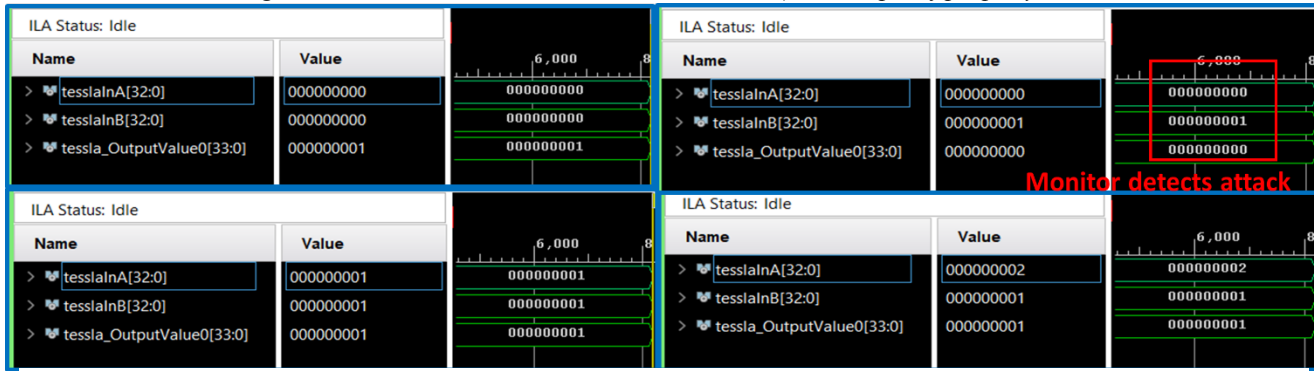 ILA Status: Idle
Name Value 6,000 8
tesslaInA[32:0] 000000000 000000000
tesslaInB[32:0] 000000000 000000000
tessla_OutputValue0[33:0] 000000001 000000001
ILA Status: Idle
Name Value 6,000 8
tesslaInA[32:0] 000000000 000000000
tesslaInB[32:0] 000000001 000000001
tessla_OutputValue0[33:0] 000000000 000000000
Monitor detects attack
ILA Status: Idle
Name Value 6,000 8
tesslaInA[32:0] 000000001 000000001
tesslaInB[32:0] 000000001 000000001
tessla_OutputValue0[33:0] 000000001 000000001
ILA Status: Idle
Name Value 6,000 8
tesslaInA[32:0] 000000002 000000002
tesslaInB[32:0] 000000001 000000001
tessla_OutputValue0[33:0] 000000001 000000001